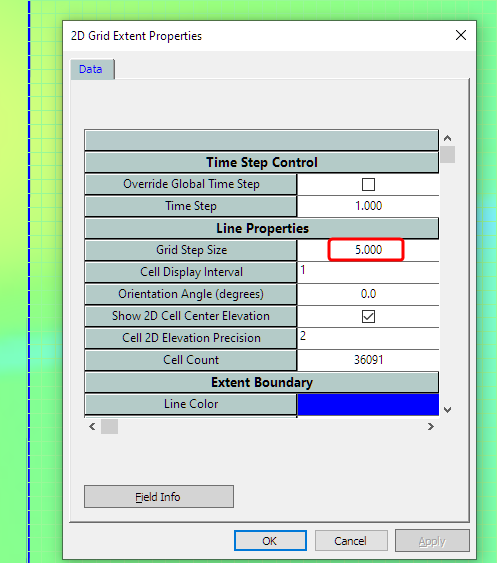 2D Grid Extent Properties
Data
Time Step Control
Override Global Time Step
Time Step 1.000
Line Properties
Grid Step Size 5.000
Cell Display Interval 1
Orientation Angle (degrees) 0.0
Show 2D Cell Center Elevation
Cell 2D Elevation Precision 2
Cell Count 36091
Extent Boundary
Line Color
Field Info
OK Cancel Apply